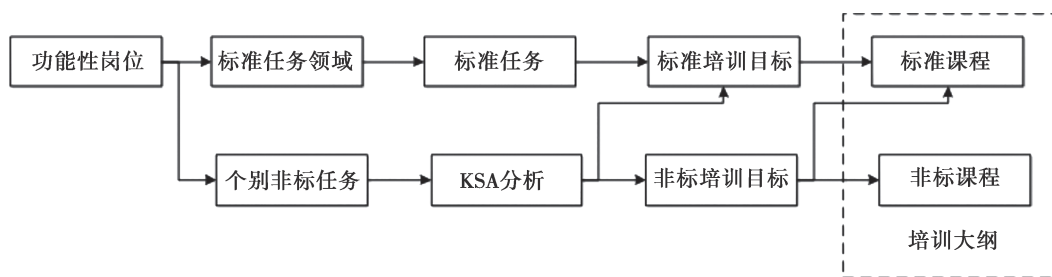 功能性岗位
标准任务领域
标准任务
标准培训目标
标准课程
个别非标任务
KSA分析
非标培训目标
非标课程
培训大纲